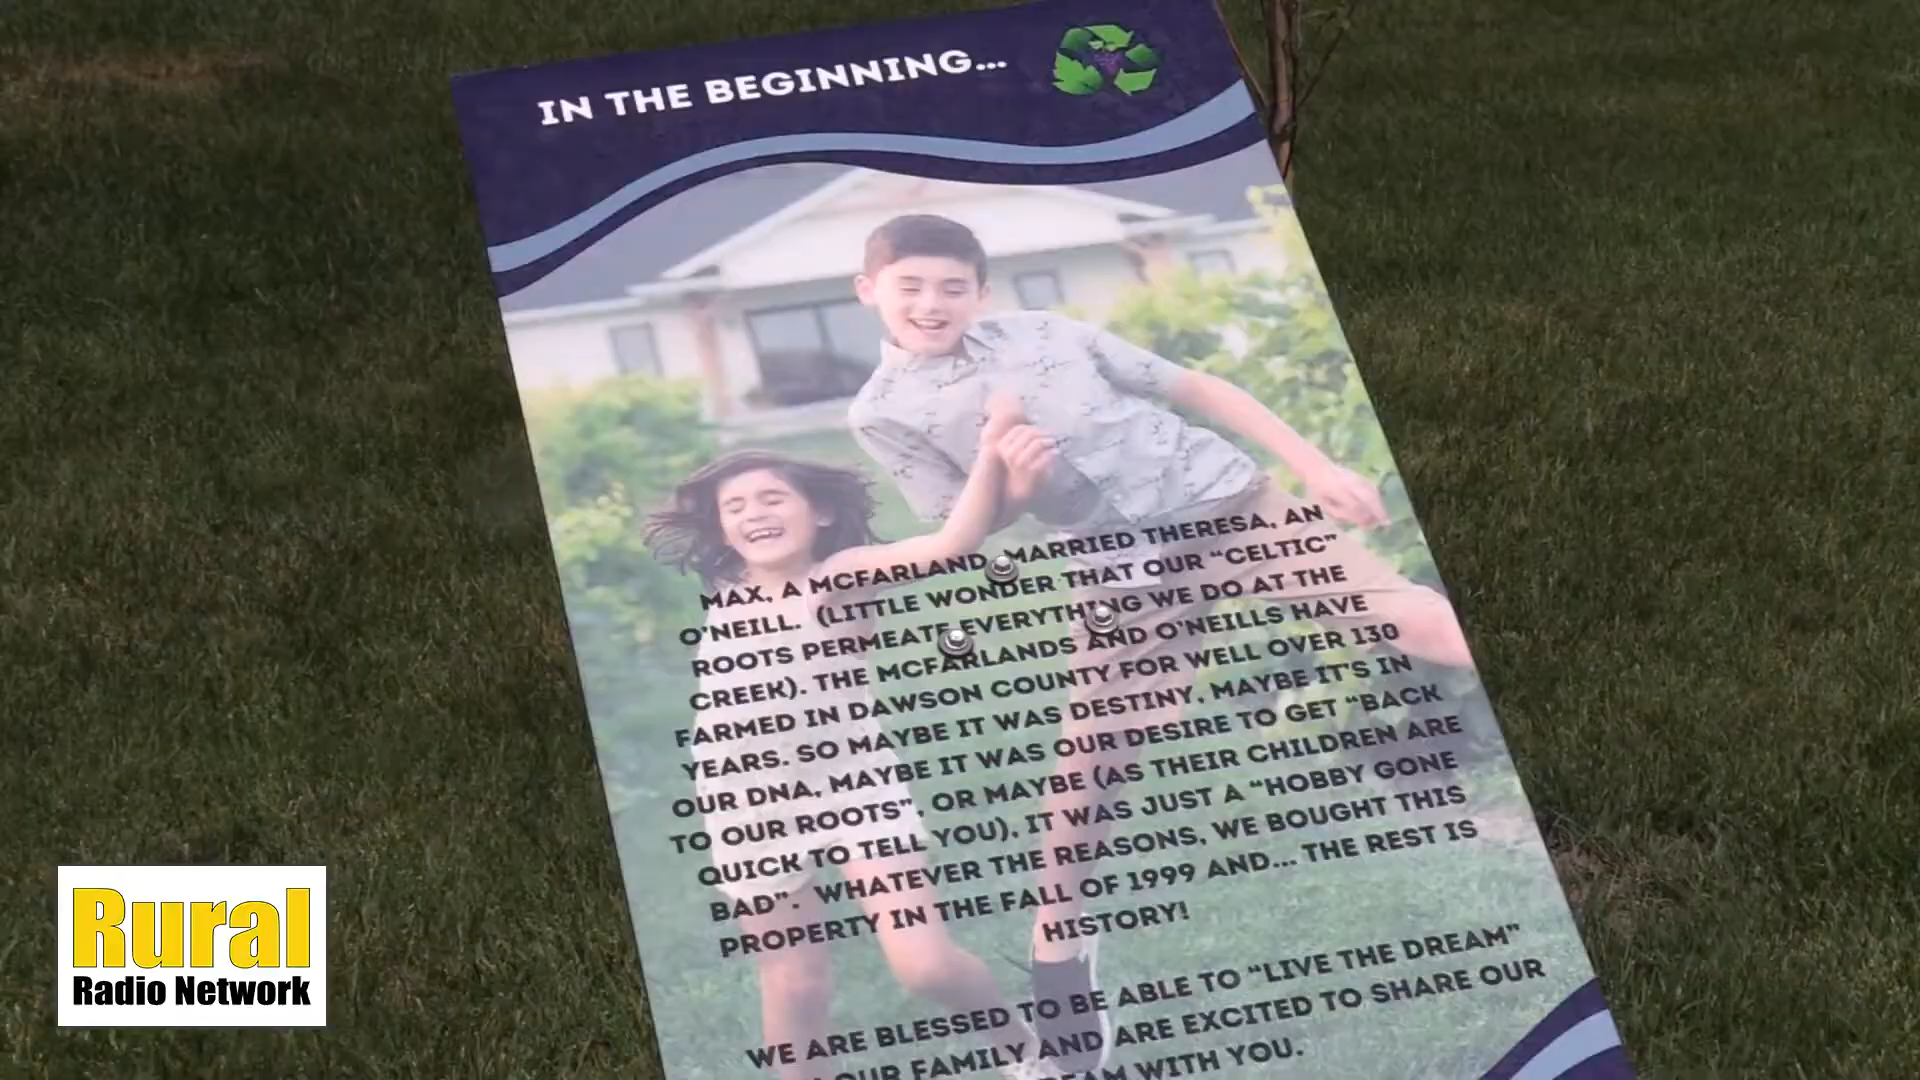 IN THE BEGINNING...
MAX, A MCFARLAND, MARRIED THERESA, AN
O'NEILL. (LITTLE WONDER THAT OUR "CELTIC"
ROOTS PERMEATE EVERYTHING WE DO AT THE
CREEK). THE MCFARLANDS AND O'NEILLS HAVE
FARMED IN DAWSON COUNTY FOR WELL OVER 130
YEARS. SO MAYBE IT WAS DESTINY, MAYBE IT'S IN
OUR DNA, MAYBE IT WAS OUR DESIRE TO GET "BACK
TO OUR ROOTS", OR MAYBE (AS THEIR CHILDREN ARE
QUICK TO TELL YOU), IT WAS JUST A "HOBBY GONE
BAD". WHATEVER THE REASONS, WE BOUGHT THIS
PROPERTY IN THE FALL OF 1999 AND... THE REST IS
HISTORY!
WE ARE BLESSED TO BE ABLE TO "LIVE THE DREAM"
OUR FAMILY AND ARE EXCITED TO SHARE OUR
WITH YOU.
Rural
Radio Network